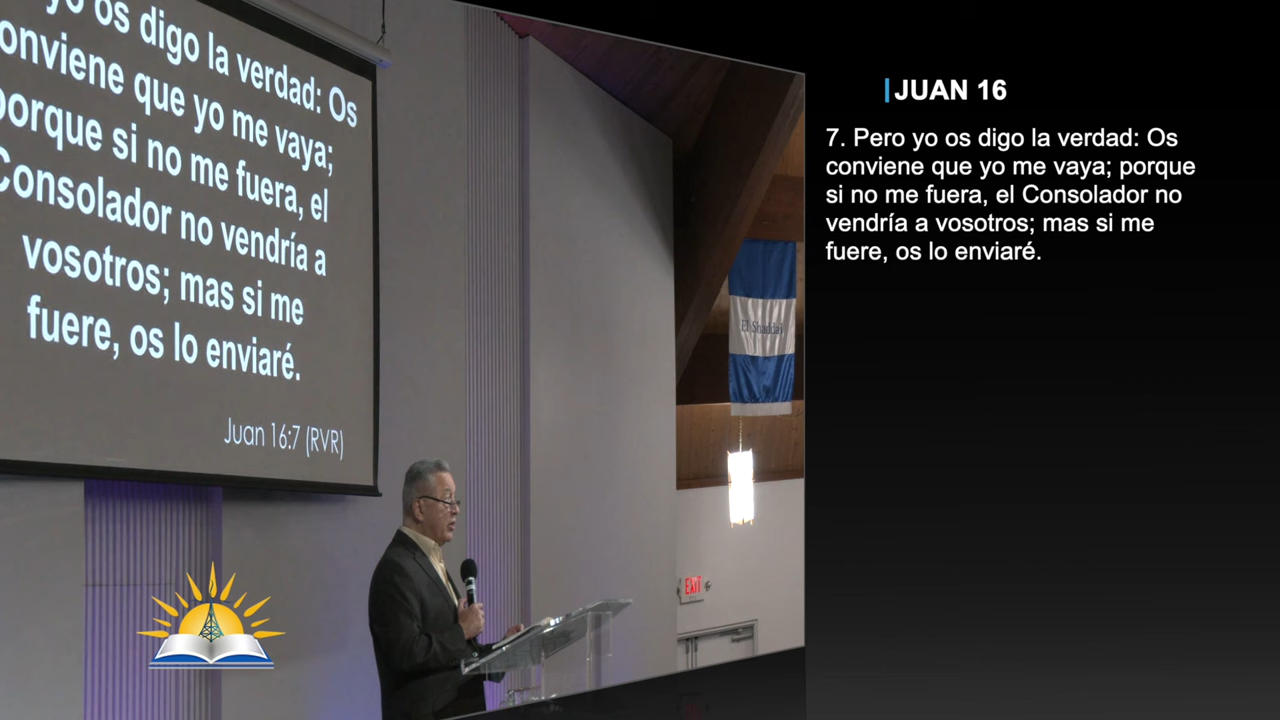 yo os digo la verdad: Os
onviene que yo me vaya;
porque si no me fuera, el
Consolador no vendría a
vosotros; mas si me
fuere, os lo enviaré.
Juan 16:7 (RVR)
JUAN 16
7. Pero yo os digo la verdad: Os
conviene que yo me vaya; porque
si no me fuera, el Consolador no
vendría a vosotros; mas si me
fuere, os lo enviaré.
El Shaddai
EXIT